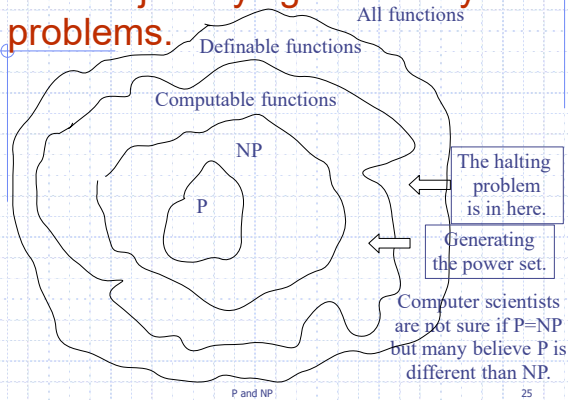 problems.
All functions
Definable functions
Computable functions
NP
P
The halting
problem
is in here.
Generating
the power set.
Computer scientists
are not sure if P=NP
but many believe P is
different than NP.
P and NP
25